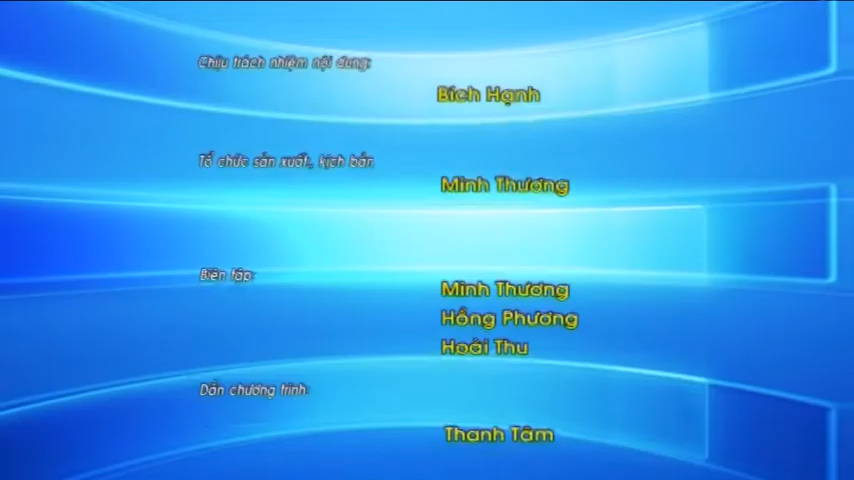 Chịu trách nhiệm nội dung:
Bích Hạnh
Tổ chức sản xuất, kịch bản
Minh Thương
Biên tập:
Minh Thương
Hồng Phương
Hoài Thu
Dẫn chương trình:
Thanh Tâm